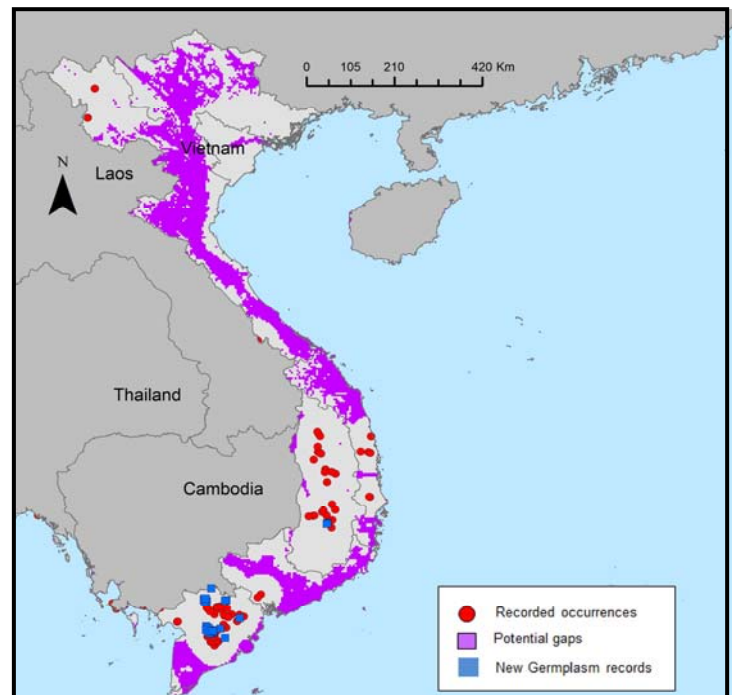 0 105 210 420 Km
Vietnam
N
Laos
Thailand
Cambodia
Recorded occurrences
Potential gaps
New Germplasm records